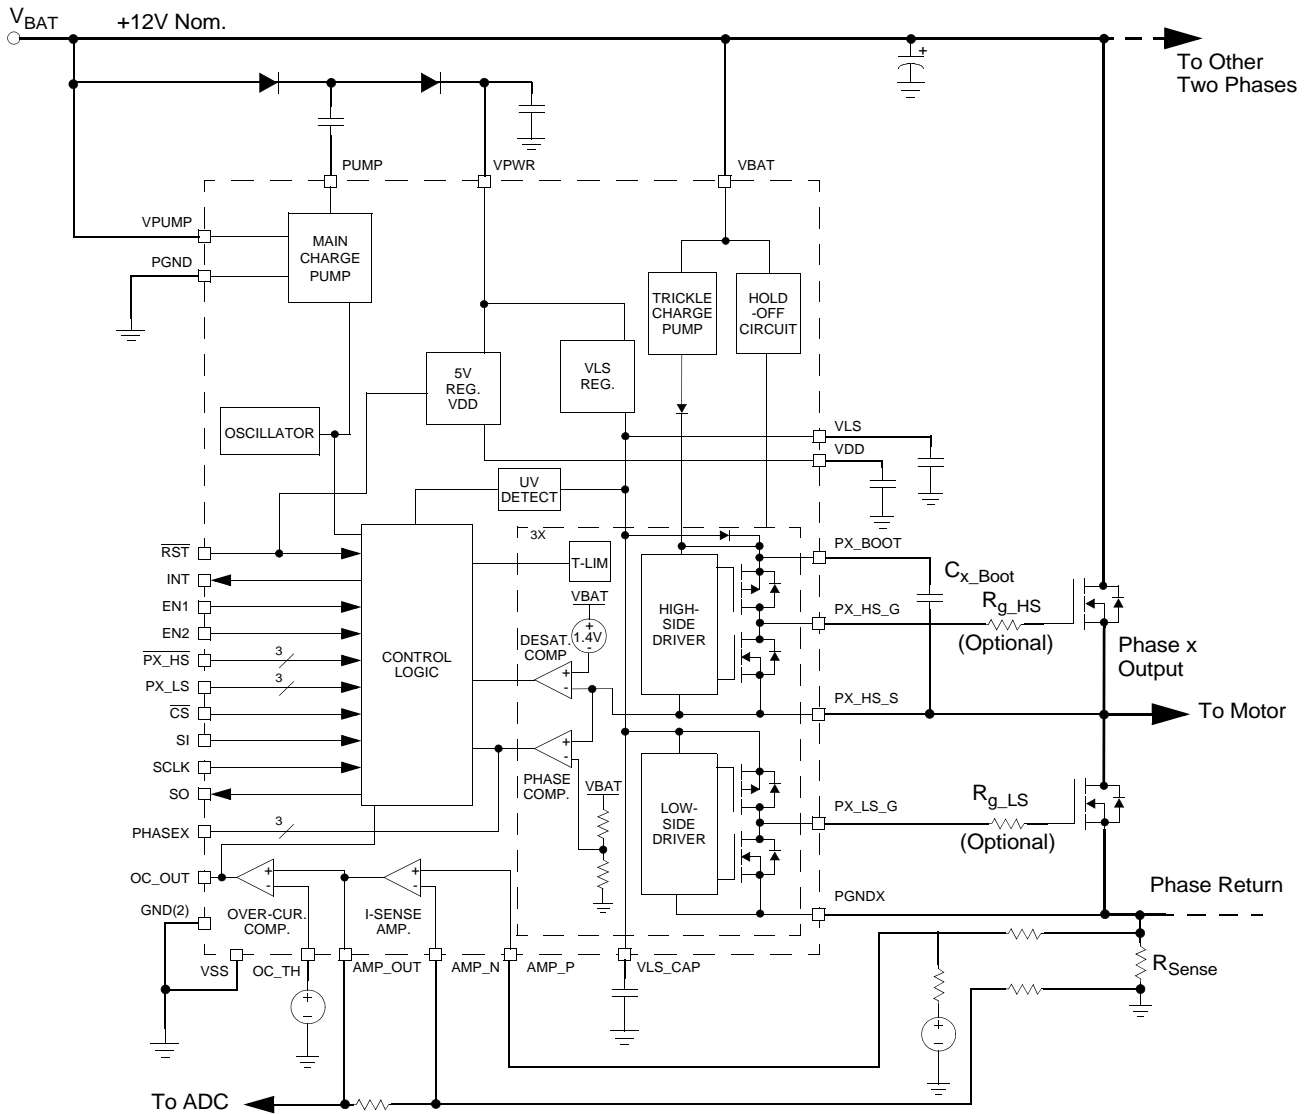 VBAT
+12V Nom.
To Other
Two Phases
PUMP
VPWR
VBAT
VPUMP
PGND
MAIN
CHARGE
PUMP
TRICKLE
CHARGE
PUMP
HOLD
-OFF
CIRCUIT
5V
REG.
VDD
VLS
REG.
OSCILLATOR
VLS
VDD
UV
DETECT
3X
T-LIM
RST
INT
EN1
EN2
PX_HS
3
PX_LS
3
CS
SI
SCLK
SO
PHASEX
3
OC_OUT
GND(2)
CONTROL
LOGIC
VBAT
+
1.4V
-
DESAT.
COMP
+
-
+
-
PHASE
COMP.
VBAT
HIGH-
SIDE
DRIVER
LOW-
SIDE
DRIVER
PX_BOOT
Cx_Boot
PX_HS_G
Rg_HS
(Optional)
Phase x
Output
PX_HS_S
To Motor
PX_LS_G
Rg_LS
(Optional)
PGNDX
Phase Return
+
-
OVER-CUR.
COMP.
+
-
I-SENSE
AMP.
VSS
OC_TH
AMP_OUT
AMP_N
AMP_P
VLS_CAP
RSense
+
–
+
–
To ADC
+